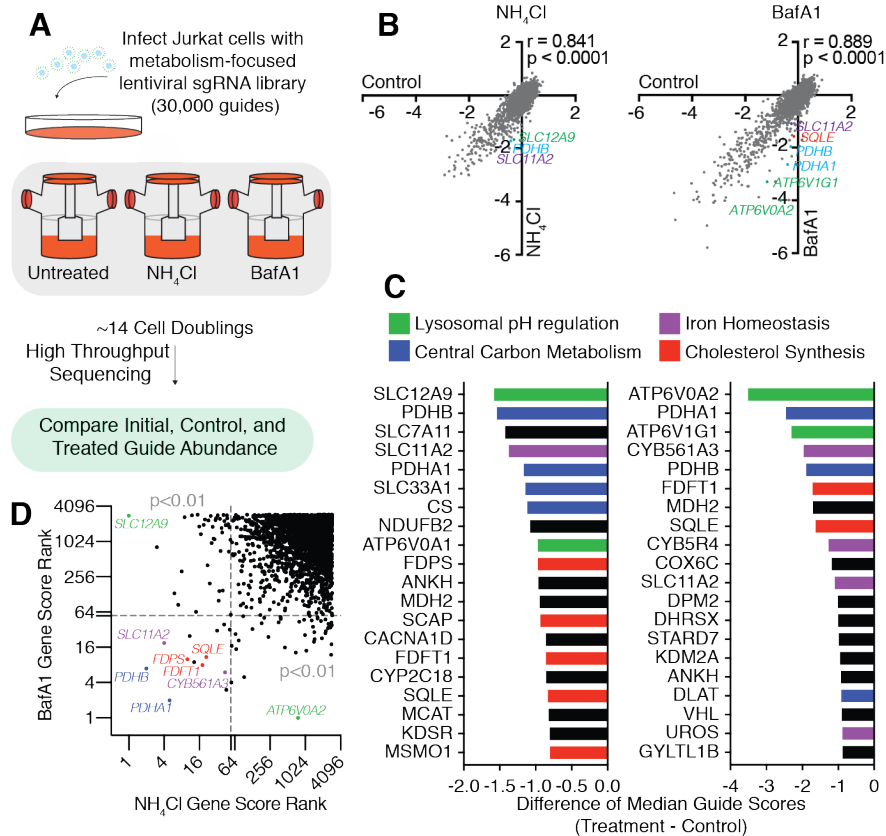 A
Infect Jurkat cells with
metabolism-focused
lentiviral sgRNA library
(30,000 guides)
Untreated
NH4Cl
BafA1
~14 Cell Doublings
High Throughput
Sequencing
Compare Initial, Control, and
Treated Guide Abundance
B
NH4Cl
r = 0.841
p < 0.0001
Control
2
-6
-4
-2
2
-2
-4
-6
SLC12A9
PDHB
SLC11A2
NH4Cl
BafA1
r = 0.889
p < 0.0001
Control
2
-6
-4
-2
2
-2
-4
-6
SLC11A2
SQLE
PDHB
PDHA1
ATP6V1G1
ATP6V0A2
BafA1
C
Lysosomal pH regulation
Iron Homeostasis
Central Carbon Metabolism
Cholesterol Synthesis
SLC12A9
PDHB
SLC7A11
SLC11A2
PDHA1
SLC33A1
CS
NDUFB2
ATP6V0A1
FDPS
ANKH
MDH2
SCAP
CACNA1D
FDFT1
CYP2C18
SQLE
MCAT
KDSR
MSMO1
-2.0 -1.5 -1.0 -0.5 0.0
ATP6V0A2
PDHA1
ATP6V1G1
CYB561A3
PDHB
FDFT1
MDH2
SQLE
CYB5R4
COX6C
SLC11A2
DPM2
DHRSX
STARD7
KDM2A
ANKH
DLAT
VHL
UROS
GYLTL1B
-4 -3 -2 -1 0
Difference of Median Guide Scores
(Treatment - Control)
D
BafA1 Gene Score Rank
4096
1024
256
64
16
4
1
p<0.01
SLC12A9
SLC11A2
SQLE
FDPS
FDFT1
PDHB
CYB561A3
PDHA1
p<0.01
ATP6V0A2
1 4 16 64 256 1024 4096
NH4Cl Gene Score Rank